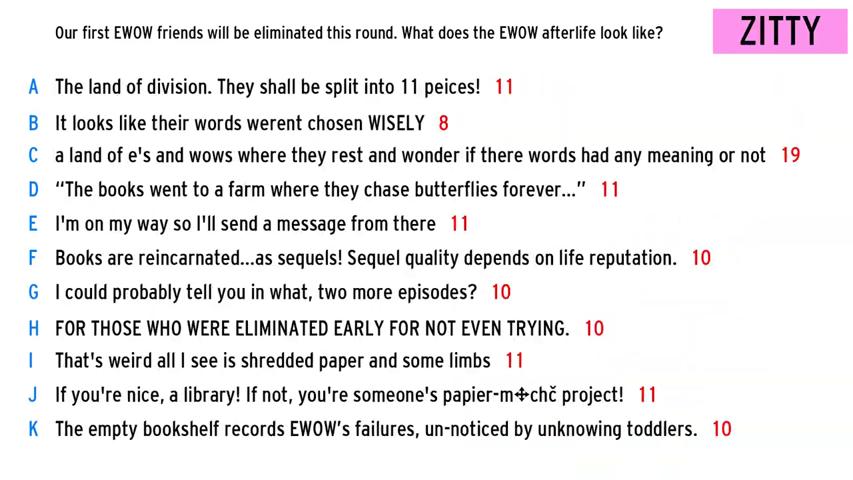 Our first EWOW friends will be eliminated this round. What does the EWOW afterlife look like?
ZITTY
A The land of division. They shall be split into 11 peices! 11
B It looks like their words werent chosen WISELY 8
C a land of e's and wows where they rest and wonder if there words had any meaning or not 19
D “The books went to a farm where they chase butterflies forever...” 11
E I'm on my way so I'll send a message from there 11
F Books are reincarnated...as sequels! Sequel quality depends on life reputation. 10
G I could probably tell you in what, two more episodes? 10
H FOR THOSE WHO WERE ELIMINATED EARLY FOR NOT EVEN TRYING. 10
I That's weird all I see is shredded paper and some limbs 11
J If you're nice, a library! If not, you're someone's papier-m✣chč project! 11
K The empty bookshelf records EWOW’s failures, un-noticed by unknowing toddlers. 10